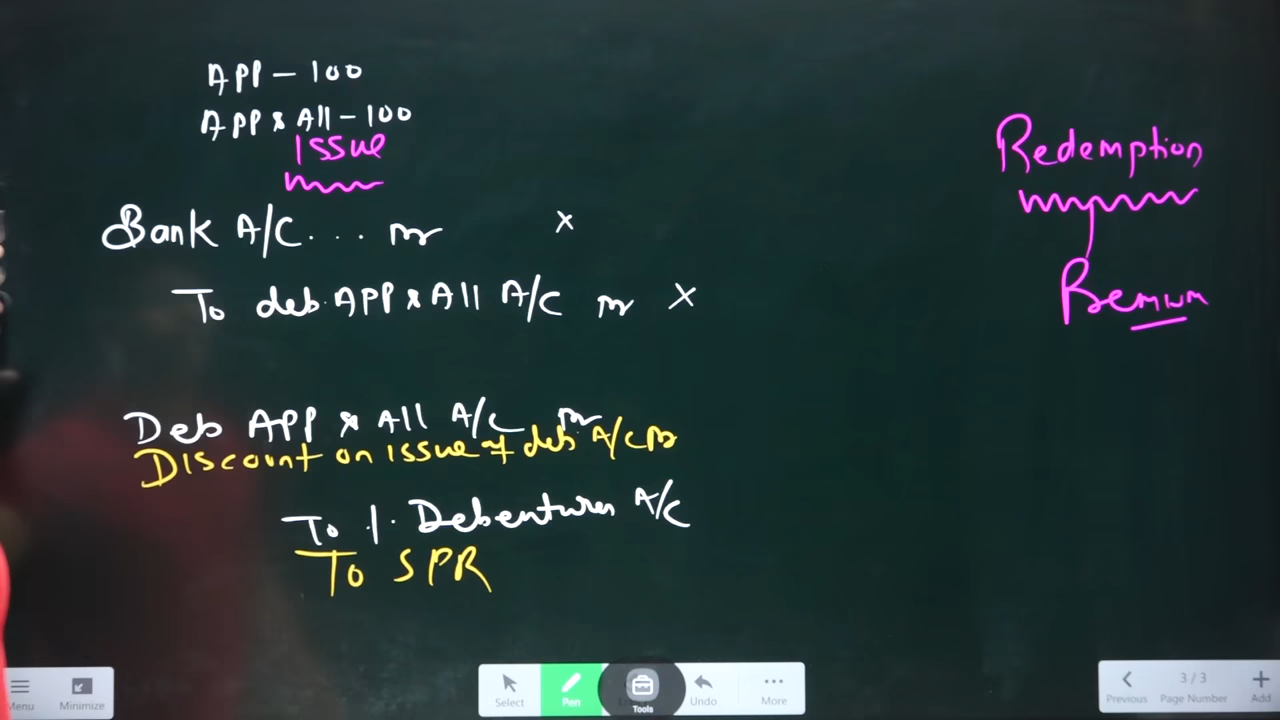 APP - 100
APP & All - 100
Issue
Redemption
Bank A/C... Dr x
Premium
To deb. APP & All A/C Dr x
Deb APP & All A/C Dr
Discount on issue of deb A/C Dr
To %. Debentures A/C
To SPR
Menu
Minimize
Select
Pen
Tools
Undo
More
Previous
3/3
Page Number
Add